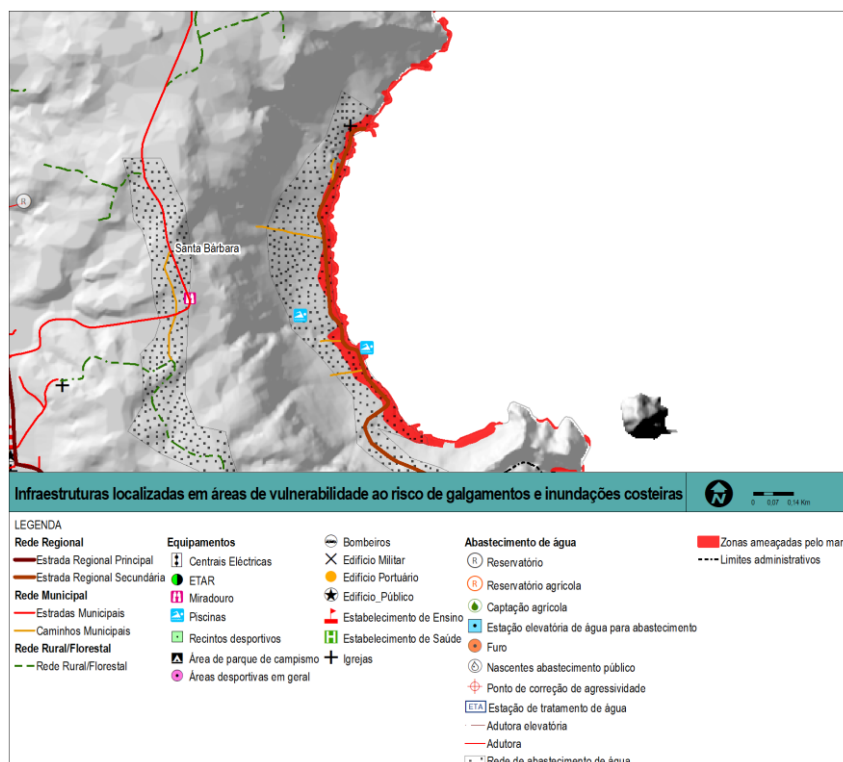 Santa Bárbara
R
Infraestruturas localizadas em áreas de vulnerabilidade ao risco de galgamentos e inundações costeiras
0 0,07 0,14 Km
LEGENDA
Rede Regional
Estrada Regional Principal
Estrada Regional Secundária
Rede Municipal
Estradas Municipais
Caminhos Municipais
Rede Rural/Florestal
Rede Rural/Florestal
Equipamentos
Centrais Eléctricas
ETAR
Miradouro
Piscinas
Recintos desportivos
Área de parque de campismo
Áreas desportivas em geral
Bombeiros
Edifício Militar
Edifício Portuário
Edifício_Público
Estabelecimento de Ensino
H Estabelecimento de Saúde
Igrejas
Abastecimento de água
R Reservatório
R Reservatório agrícola
Captação agrícola
Estação elevatória de água para abastecimento
Furo
Nascentes abastecimento público
Ponto de correção de agressividade
ETA Estação de tratamento de água
Adutora elevatória
Adutora
Rede de abastecimento de água
Zonas ameaçadas pelo mar
Limites administrativos